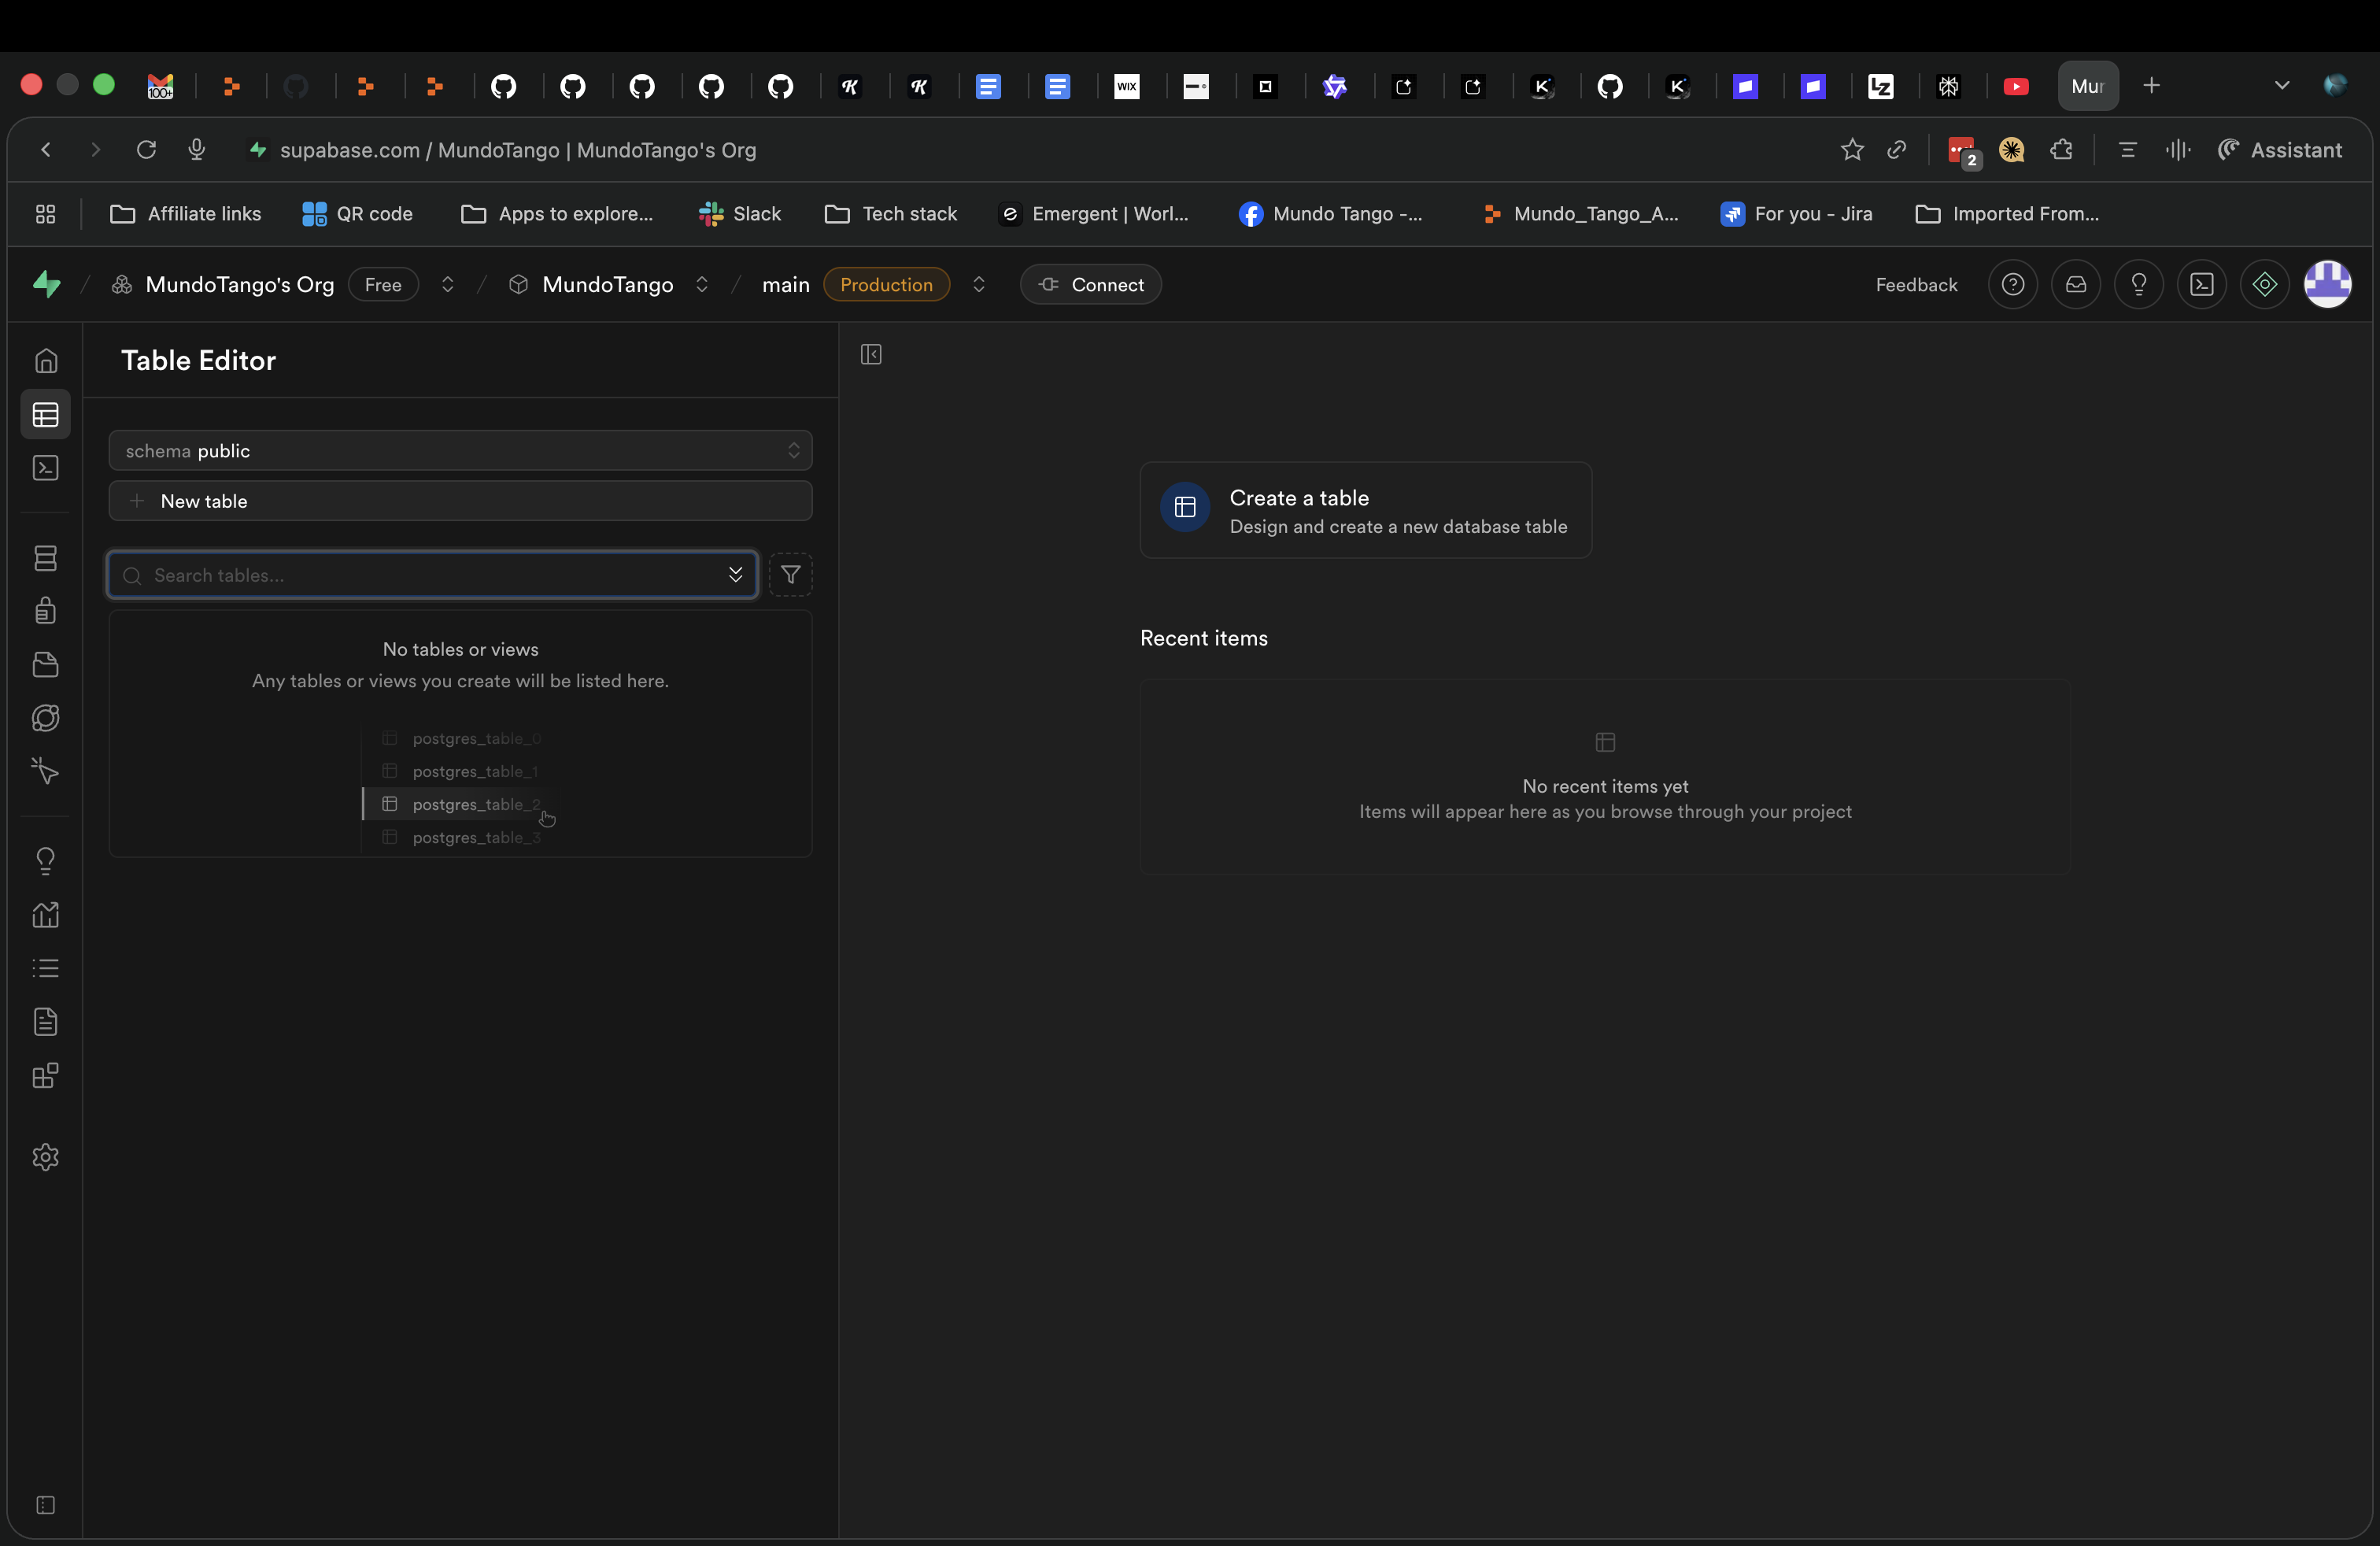 100+
WIX
LZ
Mur
supabase.com / MundoTango | MundoTango's Org
2
Assistant
Affiliate links
QR code
Apps to explore...
Slack
Tech stack
Emergent | Worl...
Mundo Tango -...
Mundo_Tango_A...
For you - Jira
Imported From...
MundoTango's Org
Free
MundoTango
main
Production
Connect
Feedback
Table Editor
schema public
New table
Search tables...
No tables or views
Any tables or views you create will be listed here.
postgres_table_0
postgres_table_1
postgres_table_2
postgres_table_3
Create a table
Design and create a new database table
Recent items
No recent items yet
Items will appear here as you browse through your project